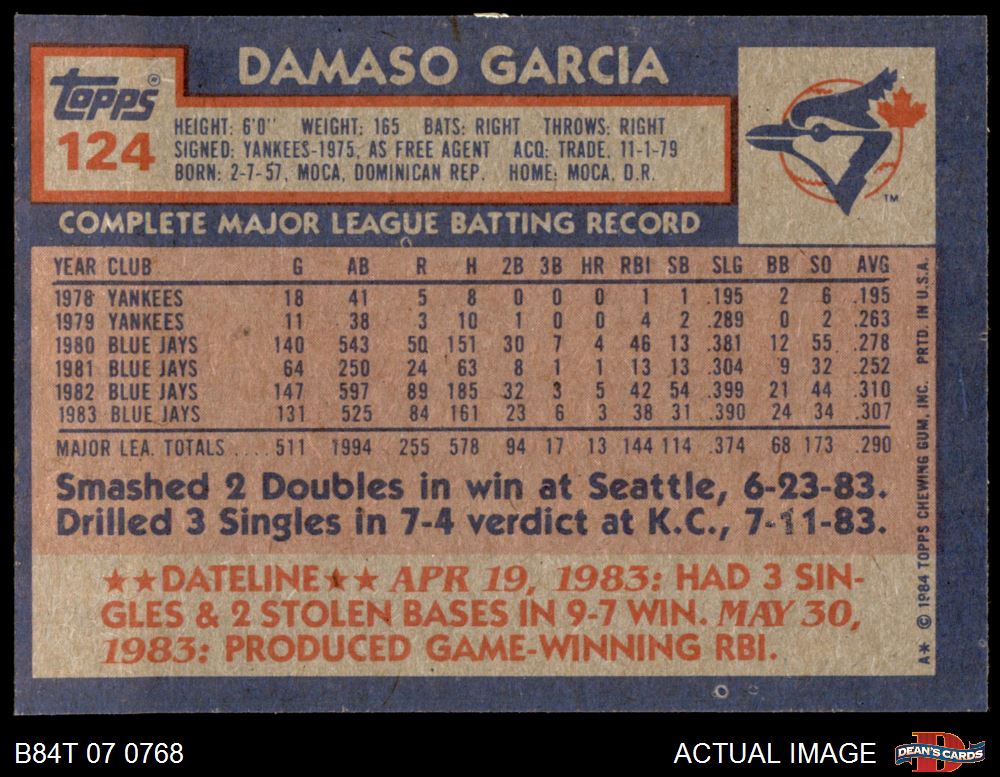 DAMASO GARCIA
Topps ®
124
HEIGHT: 6'0" WEIGHT: 165 BATS: RIGHT THROWS: RIGHT
SIGNED: YANKEES-1975, AS FREE AGENT ACQ: TRADE, 11-1-79
BORN: 2-7-57, MOCA, DOMINICAN REP. HOME: MOCA, D.R.
TM
COMPLETE MAJOR LEAGUE BATTING RECORD
YEAR CLUB G AB R H 2B 3B HR RBI SB SLG BB SO AVG
1978 YANKEES 18 41 5 8 0 0 0 1 1 .195 2 6 .195
1979 YANKEES 11 38 3 10 1 0 0 4 2 .289 0 2 .263
1980 BLUE JAYS 140 543 50 151 30 7 4 46 13 .381 12 55 .278
1981 BLUE JAYS 64 250 24 63 8 1 1 13 13 .304 9 32 .252
1982 BLUE JAYS 147 597 89 185 32 3 5 42 54 .399 21 44 .310
1983 BLUE JAYS 131 525 84 161 23 6 3 38 31 .390 24 34 .307
MAJOR LEA. TOTALS .... 511 1994 255 578 94 17 13 144 114 .374 68 173 .290
Smashed 2 Doubles in win at Seattle, 6-23-83.
Drilled 3 Singles in 7-4 verdict at K.C., 7-11-83.
★★DATELINE★★ APR 19, 1983: HAD 3 SIN-
GLES & 2 STOLEN BASES IN 9-7 WIN. MAY 30,
1983: PRODUCED GAME-WINNING RBI.
A* © 1984 TOPPS CHEWING GUM, INC. PRTD. IN U.S.A.
B84T 07 0768
ACTUAL IMAGE
D
DEAN'S CARDS